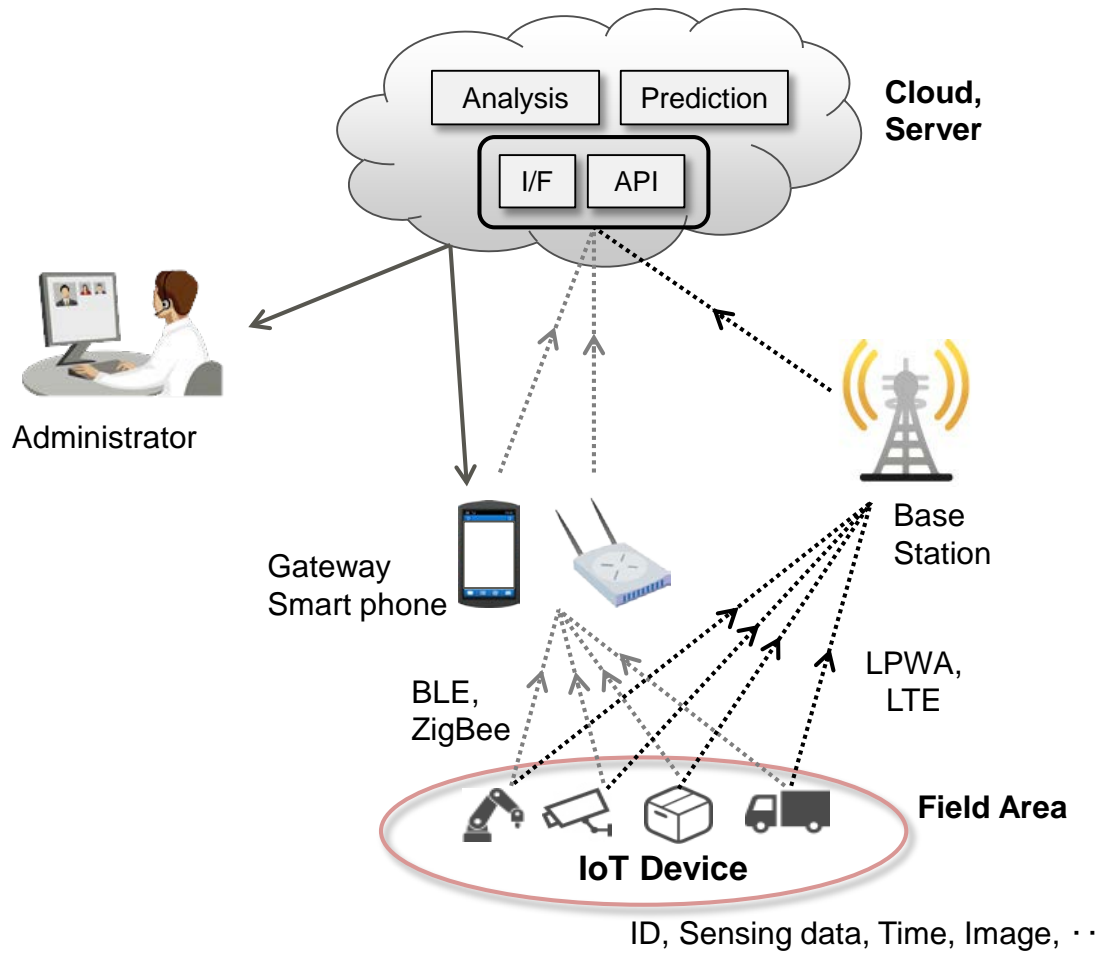 Analysis
Prediction
Cloud,
Server
I/F
API
Administrator
Base
Station
Gateway
Smart phone
LPWA,
LTE
BLE,
ZigBee
Field Area
IoT Device
ID, Sensing data, Time, Image, ··